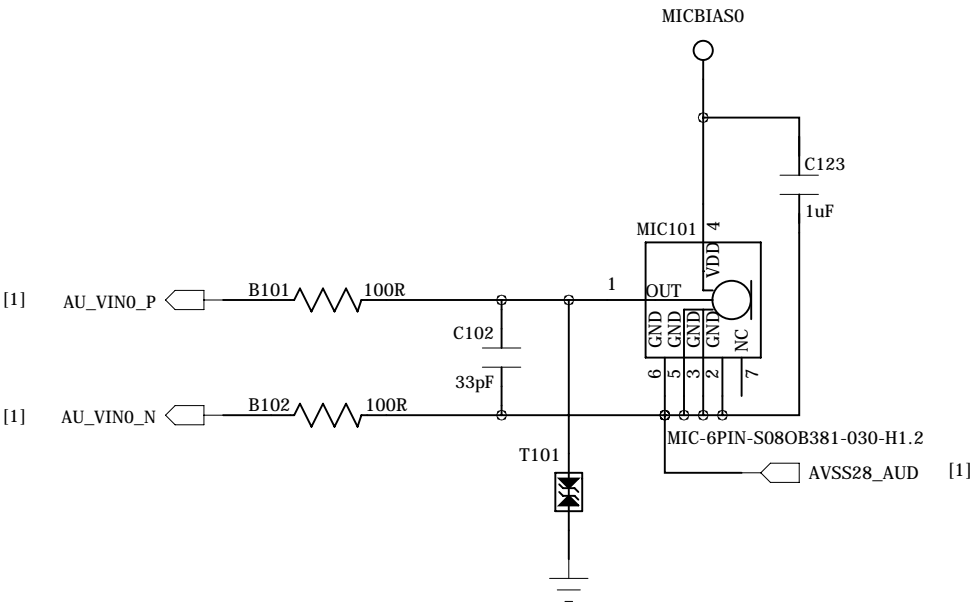 MICBIAS0
C123
1uF
MIC101
4
VDD
[1] AU_VIN0_P B101 100R 1 OUT
C102
33pF
GND GND GND GND NC
6 5 3 2 7
[1] AU_VIN0_N B102 100R
MIC-6PIN-S08OB381-030-H1.2
T101
AVSS28_AUD [1]